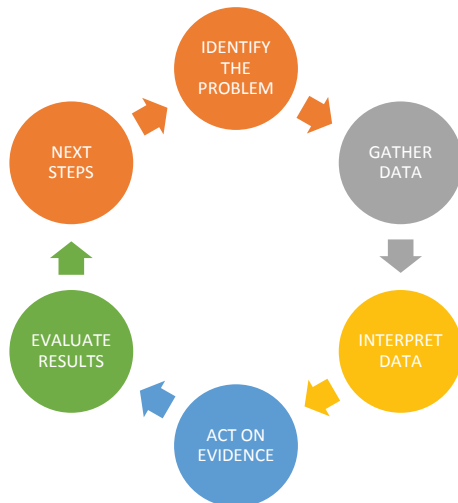 IDENTIFY
THE
PROBLEM
GATHER
DATA
INTERPRET
DATA
ACT ON
EVIDENCE
EVALUATE
RESULTS
NEXT
STEPS